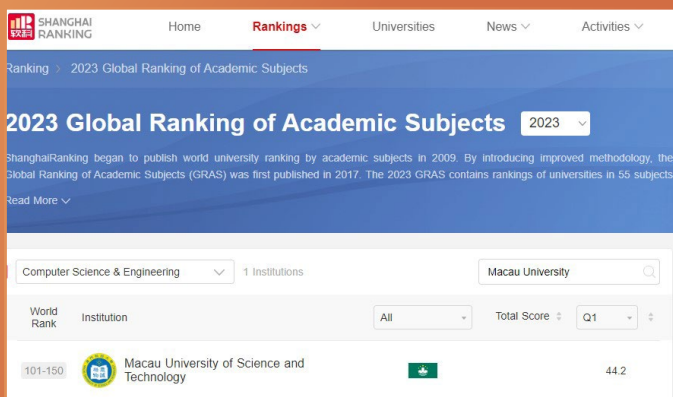 SHANGHAI
RANKING
软科
Home
Rankings
Universities
News
Activities
Ranking > 2023 Global Ranking of Academic Subjects
2023 Global Ranking of Academic Subjects
2023
ShanghaiRanking began to publish world university ranking by academic subjects in 2009. By introducing improved methodology, the
Global Ranking of Academic Subjects (GRAS) was first published in 2017. The 2023 GRAS contains rankings of universities in 55 subjects
Read More
Computer Science & Engineering
1 Institutions
Macau University
World
Rank
Institution
All
Total Score
Q1
101-150
Macau University of Science and
Technology
44.2